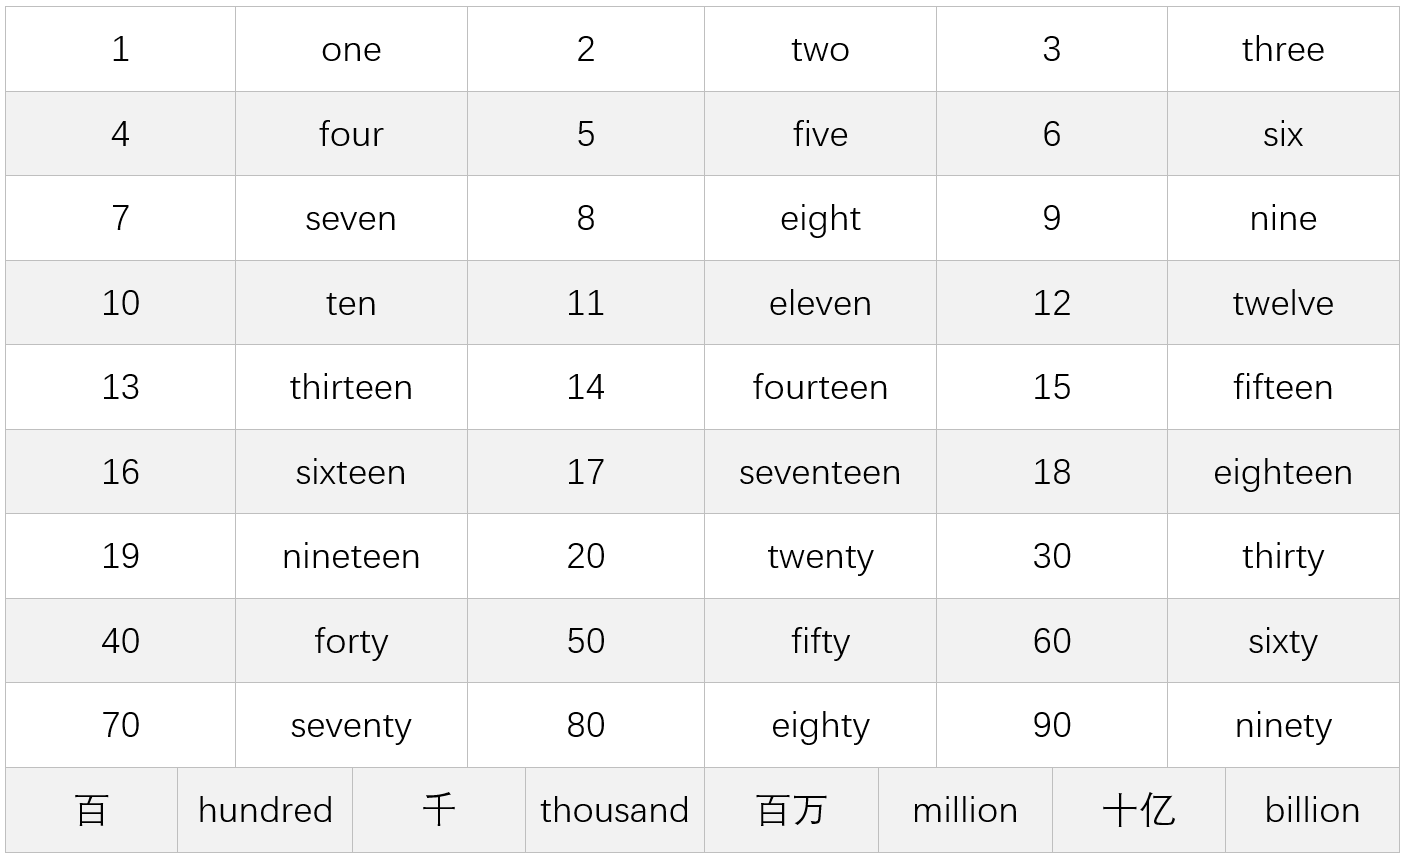 1 one 2 two 3 three
4 four 5 five 6 six
7 seven 8 eight 9 nine
10 ten 11 eleven 12 twelve
13 thirteen 14 fourteen 15 fifteen
16 sixteen 17 seventeen 18 eighteen
19 nineteen 20 twenty 30 thirty
40 forty 50 fifty 60 sixty
70 seventy 80 eighty 90 ninety
百 hundred 千 thousand 百万 million 十亿 billion